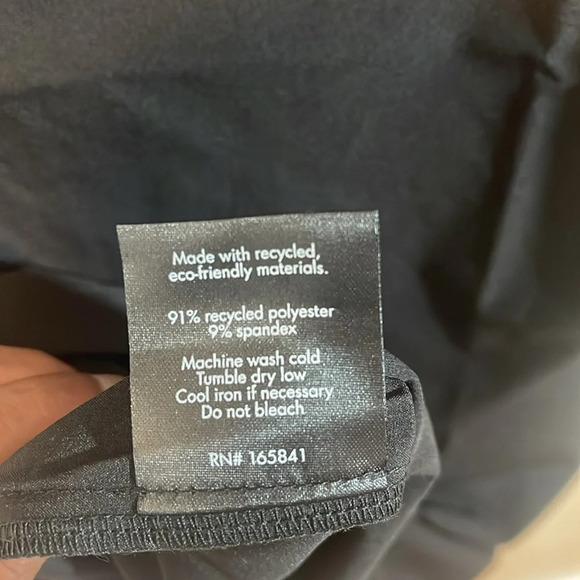 Made with recycled,
eco-friendly materials.
91% recycled polyester
9% spandex
Machine wash cold
Tumble dry low
Cool iron if necessary
Do not bleach
RN# 165841